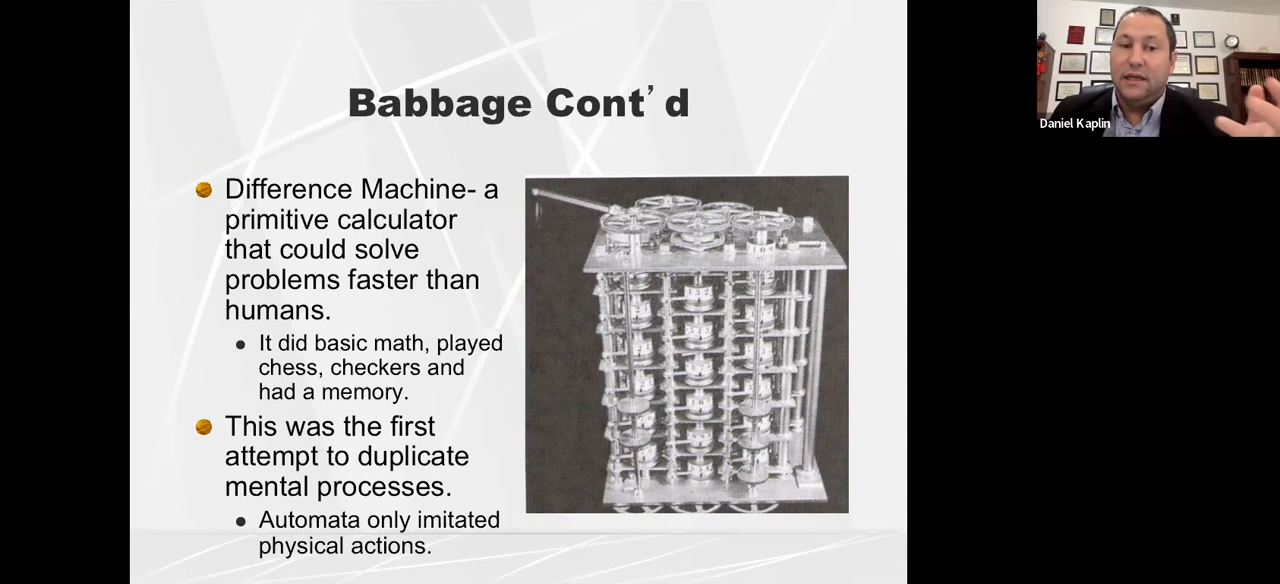 Babbage Cont’d
Difference Machine- a
primitive calculator
that could solve
problems faster than
humans.
It did basic math, played
chess, checkers and
had a memory.
This was the first
attempt to duplicate
mental processes.
Automata only imitated
physical actions.
Daniel Kaplin